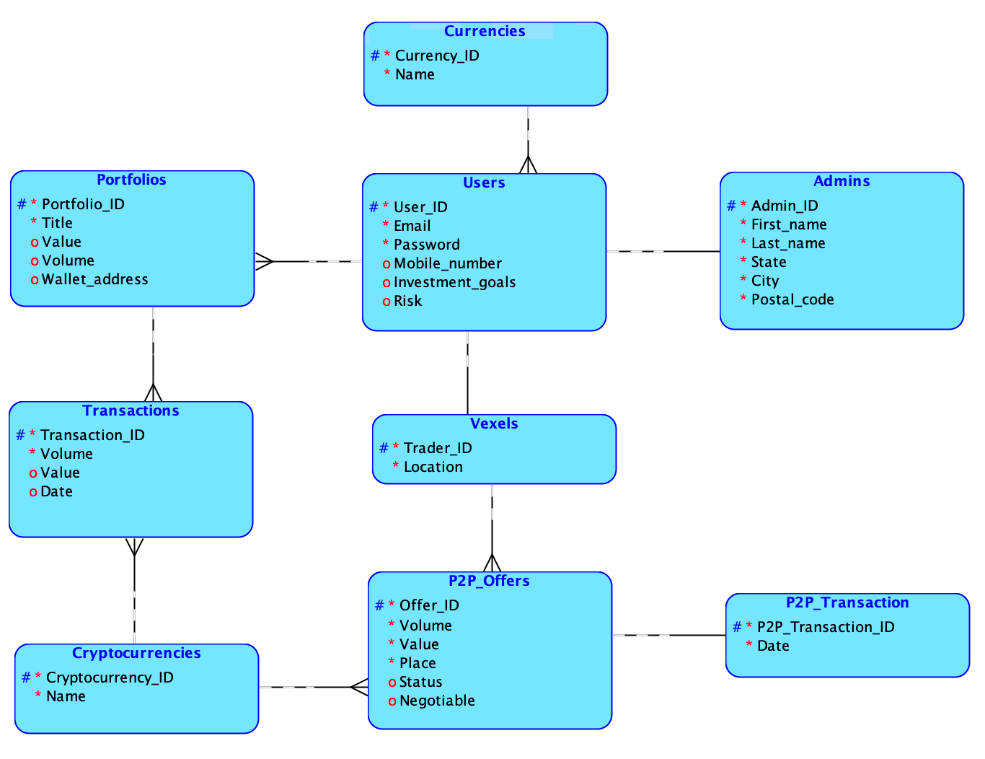 Currencies
# * Currency_ID
* Name
Portfolios
# * Portfolio_ID
* Title
o Value
o Volume
o Wallet_address
Users
# * User_ID
* Email
* Password
o Mobile_number
o Investment_goals
o Risk
Admins
# * Admin_ID
* First_name
* Last_name
* State
* City
* Postal_code
Transactions
# * Transaction_ID
* Volume
o Value
o Date
Vexels
# * Trader_ID
* Location
P2P_Offers
# * Offer_ID
* Volume
* Value
* Place
o Status
o Negotiable
P2P_Transaction
# * P2P_Transaction_ID
* Date
Cryptocurrencies
# * Cryptocurrency_ID
* Name